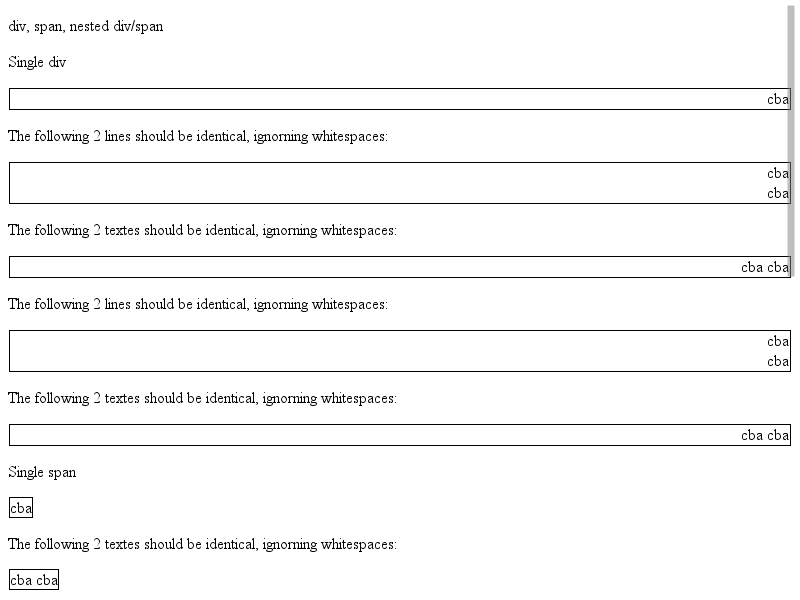 div, span, nested div/span
Single div
cba
The following 2 lines should be identical, ignorning whitespaces:
cba
cba
The following 2 textes should be identical, ignorning whitespaces:
cba cba
The following 2 lines should be identical, ignorning whitespaces:
cba
cba
The following 2 textes should be identical, ignorning whitespaces:
cba cba
Single span
cba
The following 2 textes should be identical, ignorning whitespaces:
cba cba